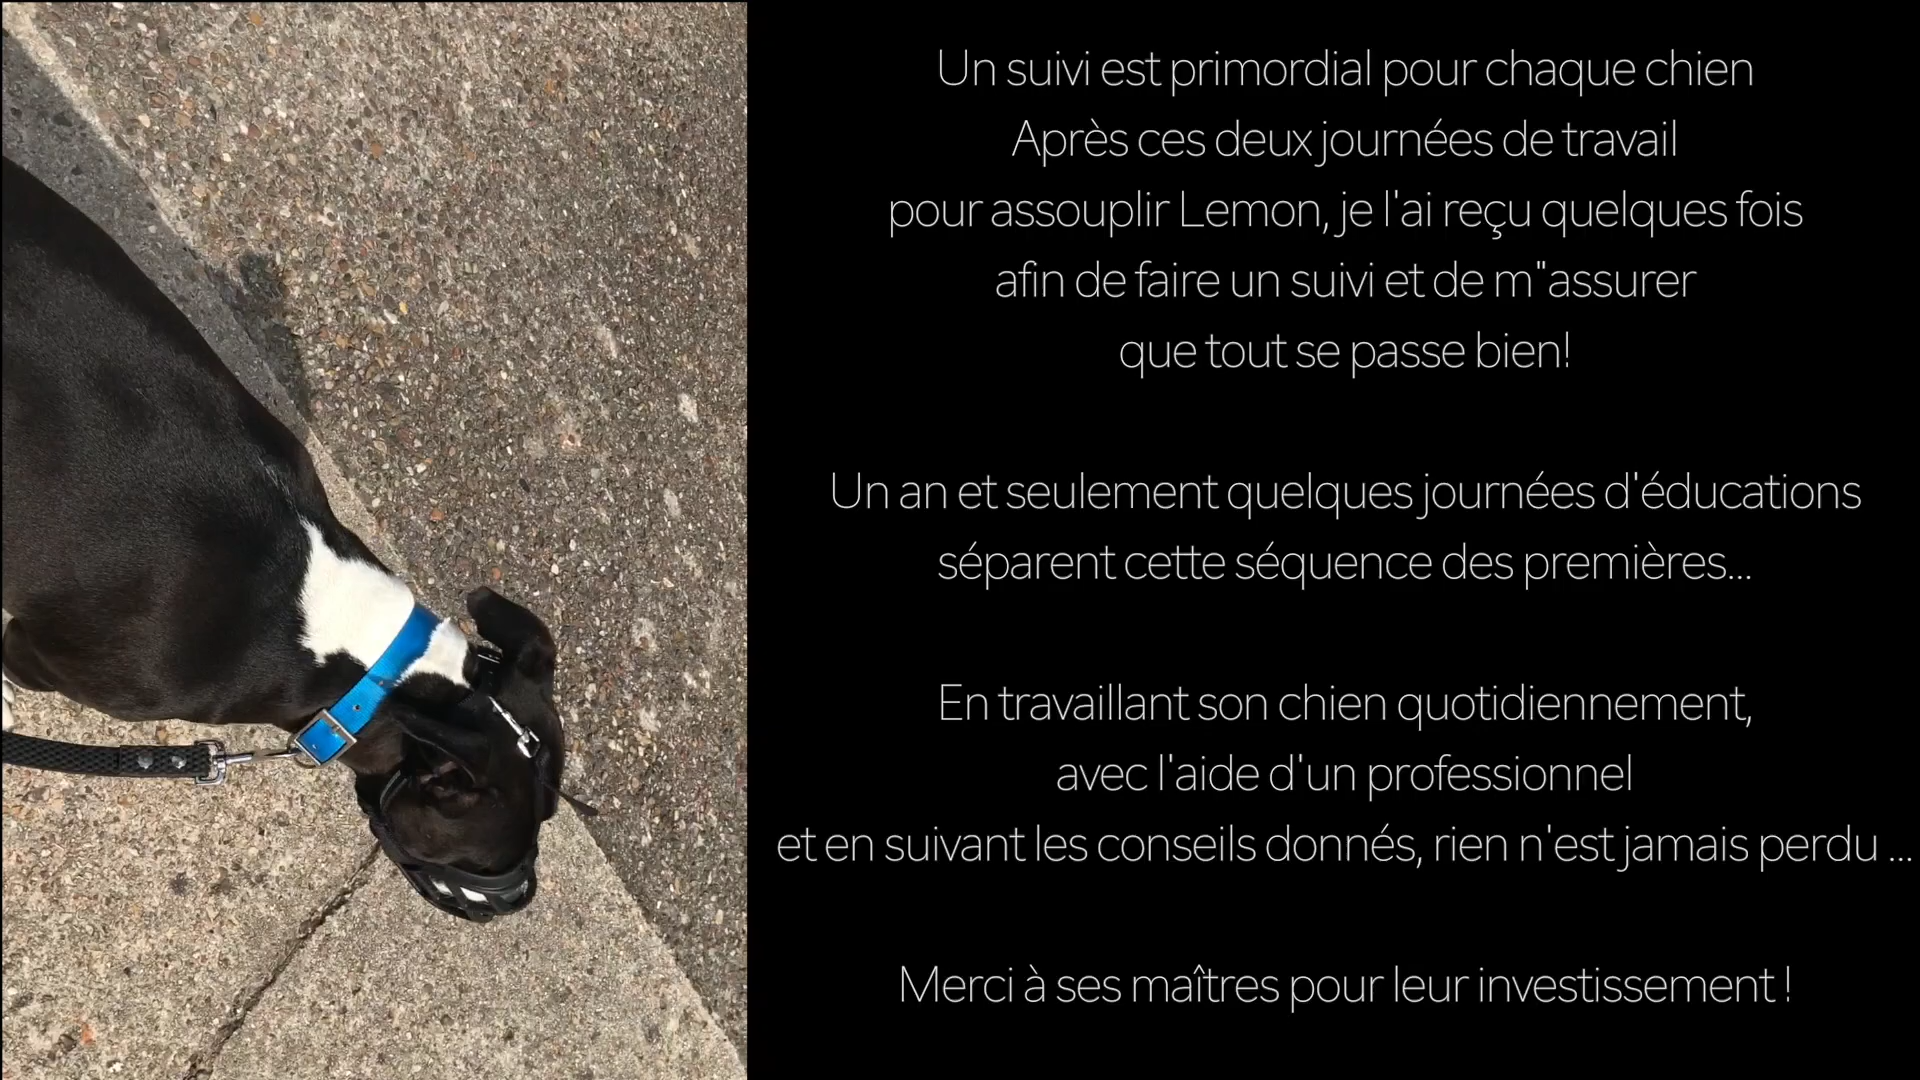 Un suivi est primordial pour chaque chien
Après ces deux journées de travail
pour assouplir Lemon, je l'ai reçu quelques fois
afin de faire un suivi et de m"assurer
que tout se passe bien!
Un an et seulement quelques journées d'éducations
séparent cette séquence des premières...
En travaillant son chien quotidiennement,
avec l'aide d'un professionnel
et en suivant les conseils donnés, rien n'est jamais perdu ...
Merci à ses maîtres pour leur investissement !